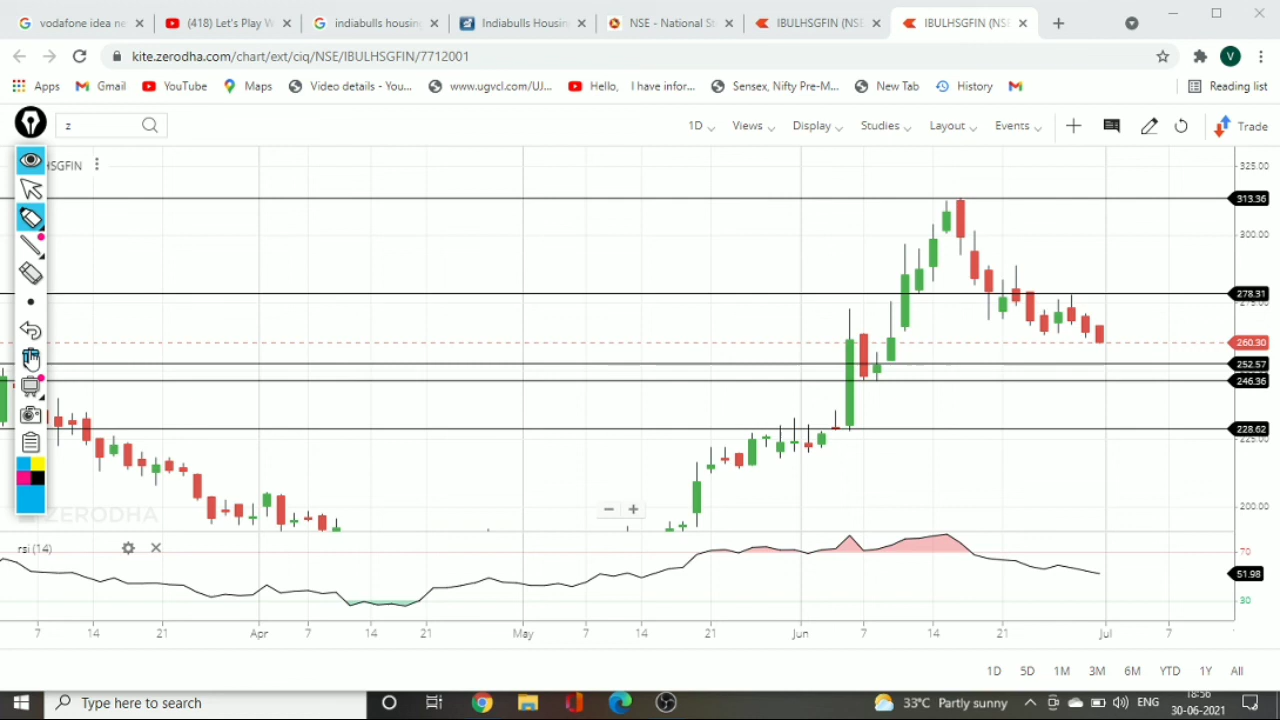 vodafone idea ne
(418) Let's Play W
indiabulls housin
Indiabulls Housin
NSE - National St
IBULHSGFIN (NSE
IBULHSGFIN (NSE
kite.zerodha.com/chart/ext/ciq/NSE/IBULHSGFIN/7712001
V
Apps
Gmail
YouTube
Maps
Video details - You...
www.ugvcl.com/UJ...
Hello, I have infor...
Sensex, Nifty Pre-M...
New Tab
History
Reading list
z
1D
Views
Display
Studies
Layout
Events
Trade
HSGFIN
325.00
313.36
300.00
278.31
275.00
260.30
252.57
246.36
228.62
225.00
200.00
ZERODHA
rsi (14)
70
51.98
30
7 14 21 Apr 7 14 21 May 7 14 21 Jun 7 14 21 Jul 7
1D 5D 1M 3M 6M YTD 1Y All
Type here to search
33°C Partly sunny
ENG
18:56
30-06-2021